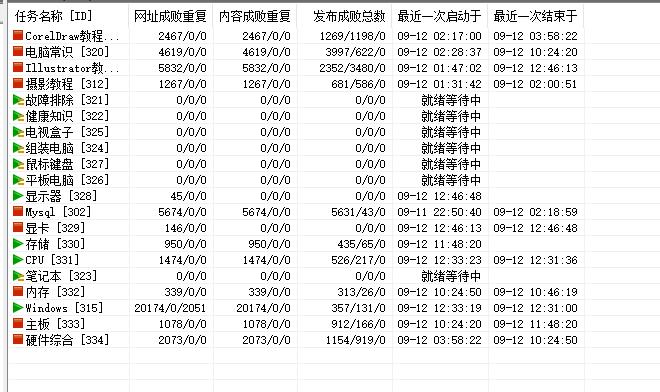 任务名称 [ID] 网址成败重复 内容成败重复 发布成败总数 最近一次启动于 最近一次结束于
CorelDraw教程... 2467/0/0 2467/0/0 1269/1198/0 09-12 02:17:00 09-12 03:58:22
电脑常识 [320] 4619/0/0 4619/0/0 3997/622/0 09-12 02:28:37 09-12 10:24:20
Illustrator教... 5832/0/0 5832/0/0 2352/3480/0 09-12 01:47:02 09-12 12:46:13
摄影教程 [312] 1267/0/0 1267/0/0 681/586/0 09-12 01:31:42 09-12 02:00:51
故障排除 [321] 0/0/0 0/0/0 0/0/0 就绪等待中
健康知识 [322] 0/0/0 0/0/0 0/0/0 就绪等待中
电视盒子 [325] 0/0/0 0/0/0 0/0/0 就绪等待中
组装电脑 [324] 0/0/0 0/0/0 0/0/0 就绪等待中
鼠标键盘 [327] 0/0/0 0/0/0 0/0/0 就绪等待中
平板电脑 [326] 0/0/0 0/0/0 0/0/0 就绪等待中
显示器 [328] 45/0/0 0/0/0 0/0/0 09-12 12:46:48
Mysql [302] 5674/0/0 5674/0/0 5631/43/0 09-11 22:50:40 09-12 02:18:59
显卡 [329] 146/0/0 0/0/0 0/0/0 09-12 12:46:13 09-12 12:46:48
存储 [330] 950/0/0 950/0/0 435/65/0 09-12 11:48:20
CPU [331] 1474/0/0 1474/0/0 526/217/0 09-12 12:33:23 09-12 12:31:36
笔记本 [323] 0/0/0 0/0/0 0/0/0 就绪等待中
内存 [332] 339/0/0 339/0/0 313/26/0 09-12 10:24:50 09-12 10:46:19
Windows [315] 20174/0/2051 20174/0/0 357/131/0 09-12 12:33:19 09-12 12:31:00
主板 [333] 1078/0/0 1078/0/0 912/166/0 09-12 10:24:20 09-12 11:48:20
硬件综合 [334] 2073/0/0 2073/0/0 1154/919/0 09-12 03:58:22 09-12 10:24:50